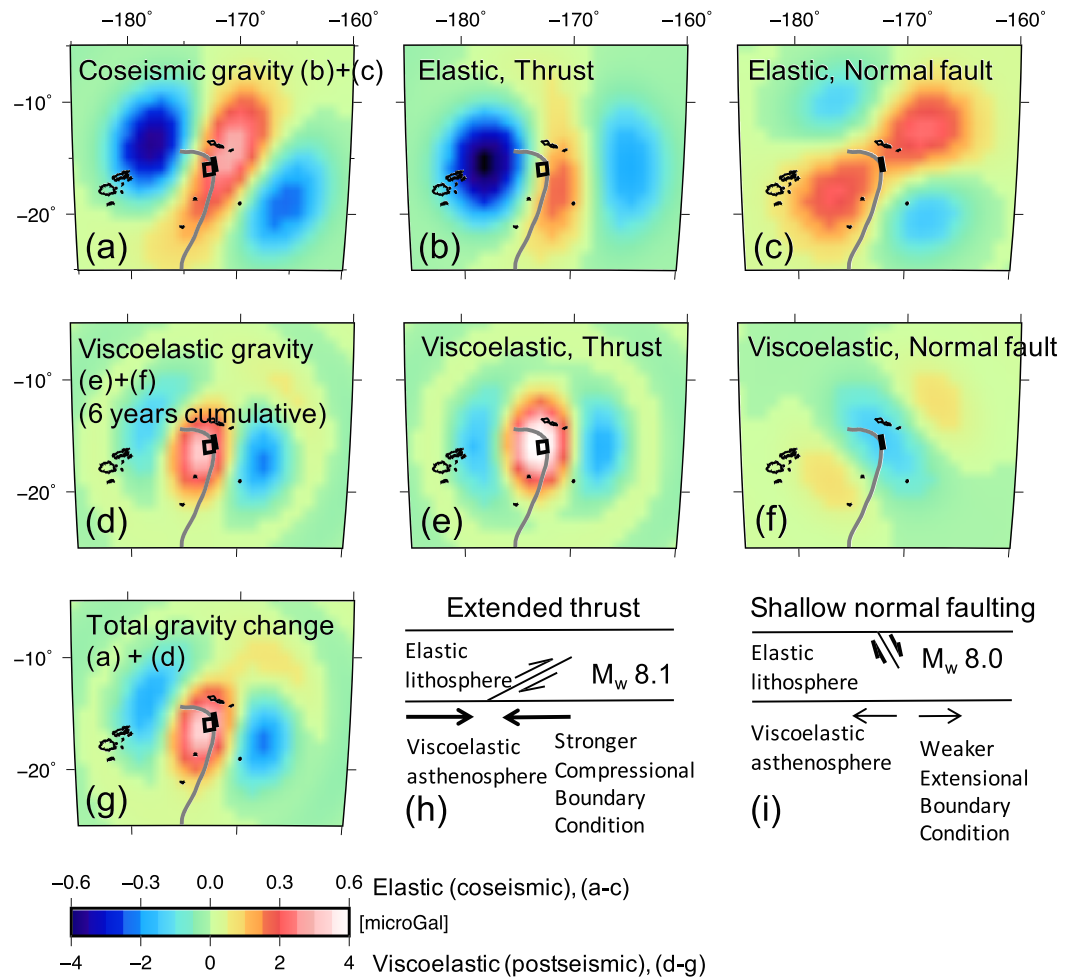 −180˚ −170˚ −160˚ −180˚ −170˚ −160˚ −180˚ −170˚ −160˚
Coseismic gravity (b)+(c)
−10˚
−20˚
(a)
Elastic, Thrust
(b)
Elastic, Normal fault
(c)
Viscoelastic gravity
(e)+(f)
(6 years cumulative)
−10˚
−20˚
(d)
Viscoelastic, Thrust
(e)
Viscoelastic, Normal fault
(f)
Total gravity change
(a) + (d)
−10˚
−20˚
(g)
Extended thrust
Elastic
lithosphere
Mw 8.1
Viscoelastic
asthenosphere
Stronger
Compressional
Boundary
Condition
(h)
Shallow normal faulting
Elastic
lithosphere
Mw 8.0
Viscoelastic
asthenosphere
Weaker
Extensional
Boundary
Condition
(i)
−0.6 −0.3 0.0 0.3 0.6 Elastic (coseismic), (a-c)
[microGal]
−4 −2 0 2 4 Viscoelastic (postseismic), (d-g)